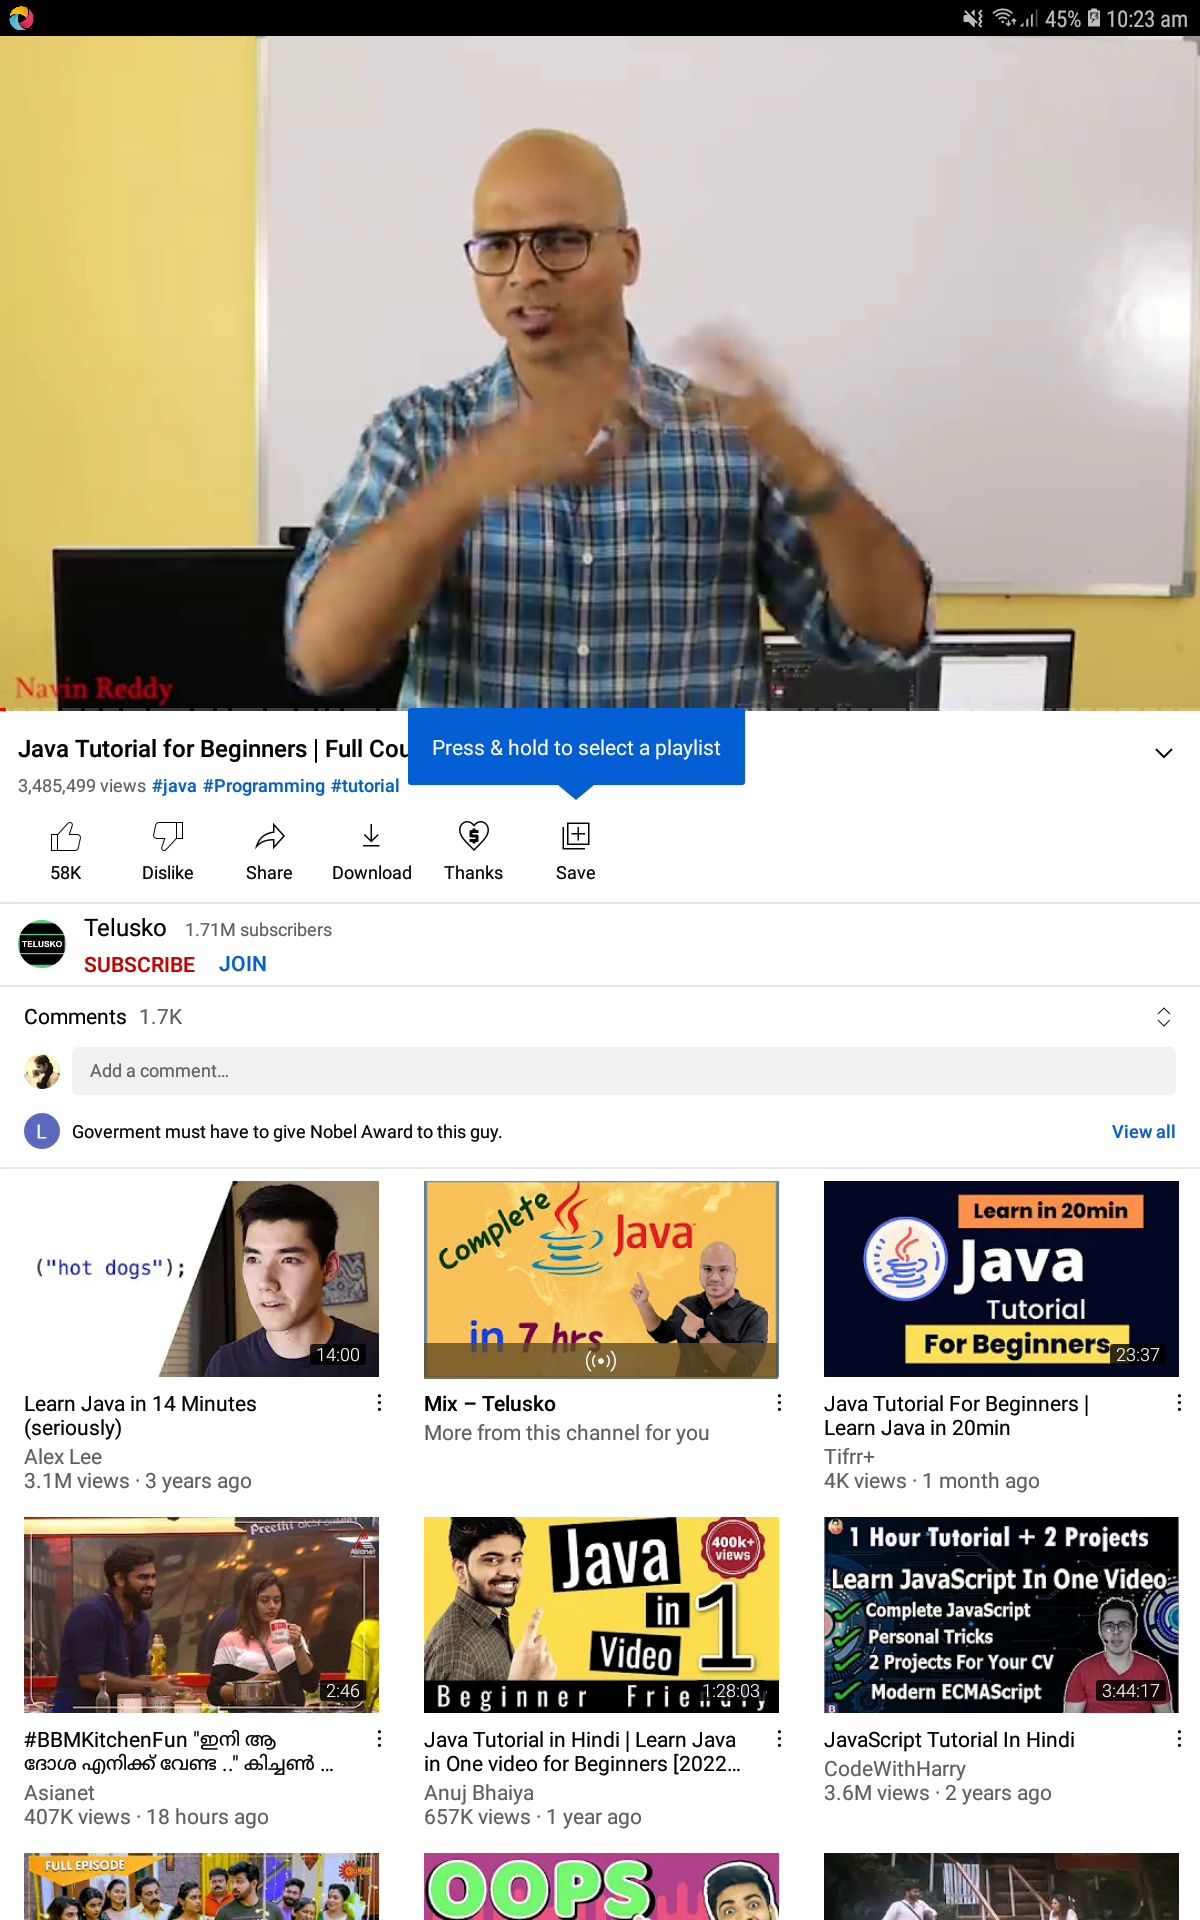 45% 10:23 am
Navin Reddy
Java Tutorial for Beginners | Full Cou
Press & hold to select a playlist
3,485,499 views #java #Programming #tutorial
58K Dislike Share Download Thanks Save
TELUSKO
Telusko 1.71M subscribers
SUBSCRIBE JOIN
Comments 1.7K
Add a comment...
L Goverment must have to give Nobel Award to this guy. View all
("hot dogs");
14:00
Complete Java
in 7 hrs
Learn in 20min
Java
Tutorial
For Beginners
23:37
Learn Java in 14 Minutes
(seriously)
Alex Lee
3.1M views · 3 years ago
Mix – Telusko
More from this channel for you
Java Tutorial For Beginners |
Learn Java in 20min
Tifrr+
4K views · 1 month ago
Preethi
Asianet
2:46
Java
in 1
Video
400k+
views
Beginner
1:28:03
1 Hour Tutorial + 2 Projects
Learn JavaScript In One Video
Complete JavaScript
Personal Tricks
2 Projects For Your CV
Modern ECMAScript
3:44:17
#BBMKitchenFun "ഇനി ആ
ദോശ എനിക്ക് വേണ്ട .." കിച്ചൺ ...
Asianet
407K views · 18 hours ago
Java Tutorial in Hindi | Learn Java
in One video for Beginners [2022...
Anuj Bhaiya
657K views · 1 year ago
JavaScript Tutorial In Hindi
CodeWithHarry
3.6M views · 2 years ago
FULL EPISODE
OOPS